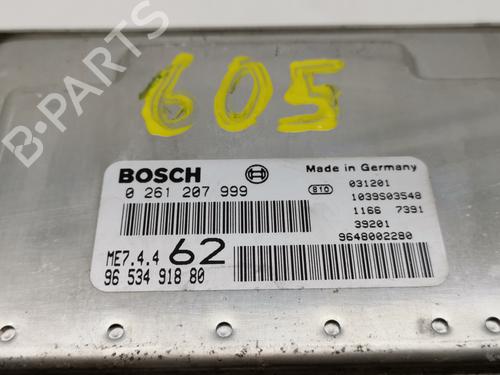 B-PARTS
605
BOSCH
Made in Germany
0 261 207 999
810
031201
1039S03548
1166 7391
39201
9648002280
ME7.4.4 62
96 534 918 80